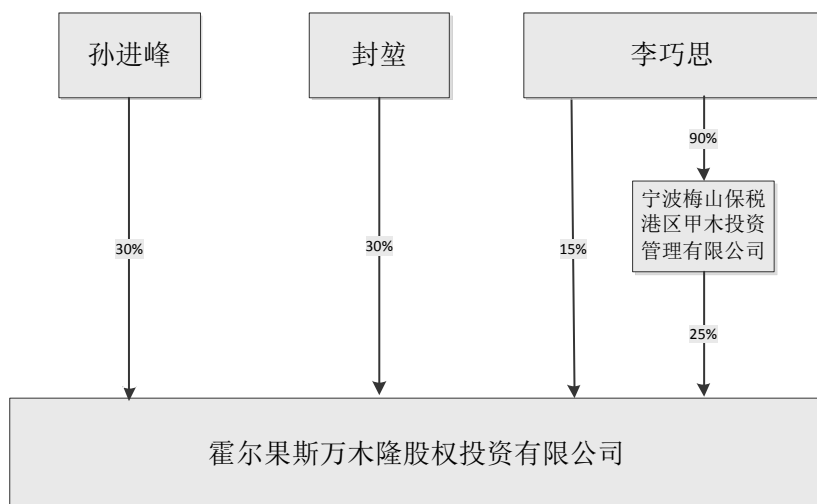 孙进峰
封堃
李巧思
90%
宁波梅山保税
港区甲木投资
管理有限公司
30%
30%
15%
25%
霍尔果斯万木隆股权投资有限公司